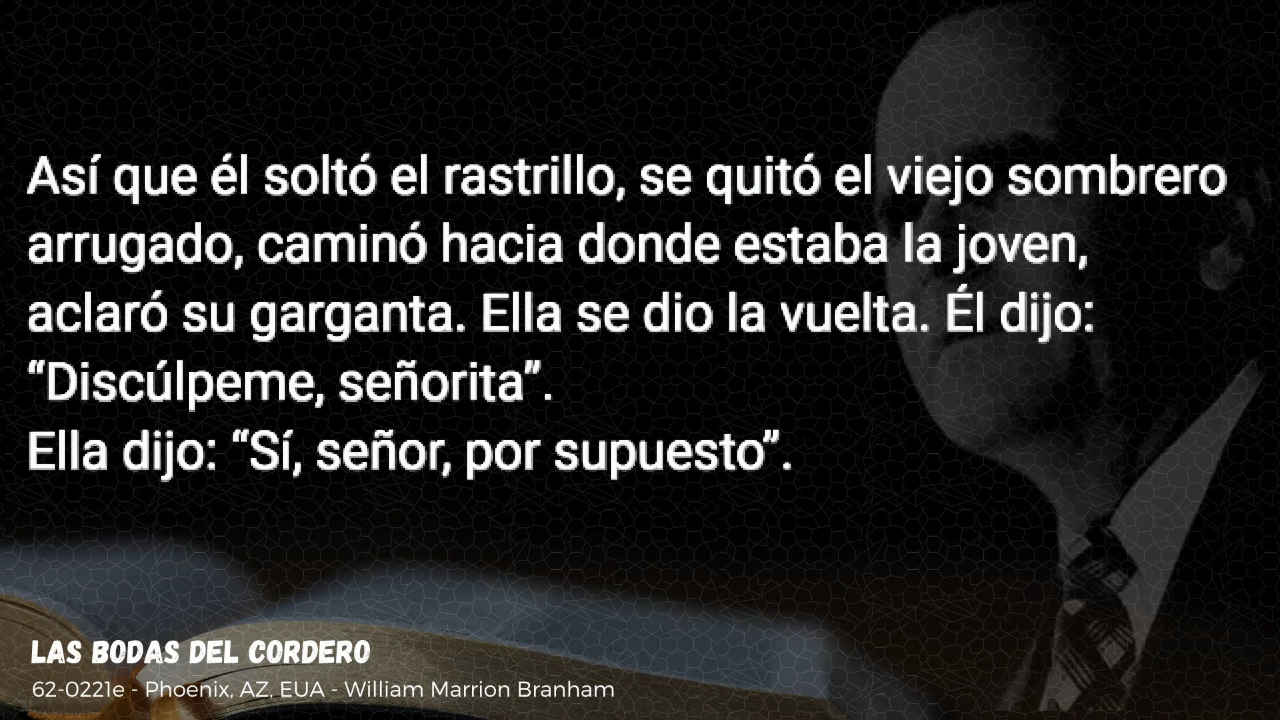 Así que él soltó el rastrillo, se quitó el viejo sombrero
arrugado, caminó hacia donde estaba la joven,
aclaró su garganta. Ella se dio la vuelta. Él dijo:
“Discúlpeme, señorita”.
Ella dijo: “Sí, señor, por supuesto”.
LAS BODAS DEL CORDERO
62-0221e - Phoenix, AZ, EUA - William Marrion Branham